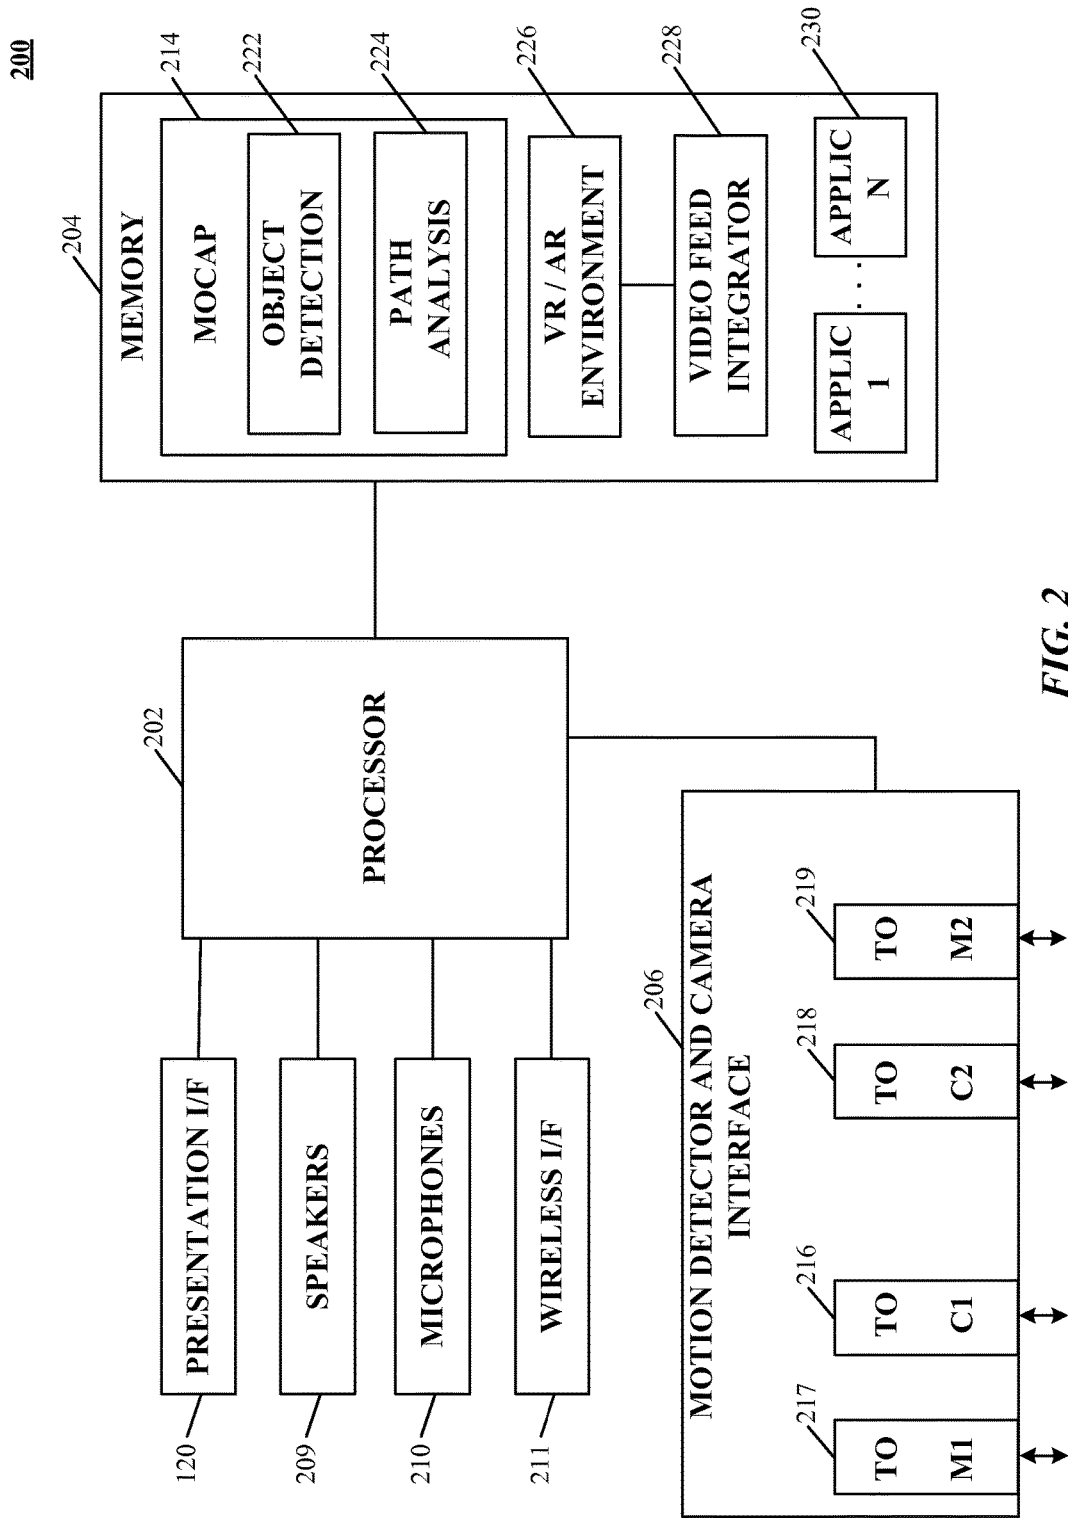 200
204
MEMORY
214
MOCAP
222
OBJECT
DETECTION
224
PATH
ANALYSIS
226
VR / AR
ENVIRONMENT
228
VIDEO FEED
INTEGRATOR
230
APPLIC
1
. . .
APPLIC
N
202
PROCESSOR
120
PRESENTATION I/F
209
SPEAKERS
210
MICROPHONES
211
WIRELESS I/F
206
MOTION DETECTOR AND CAMERA
INTERFACE
217
TO
M1
216
TO
C1
218
TO
C2
219
TO
M2
FIG. 2